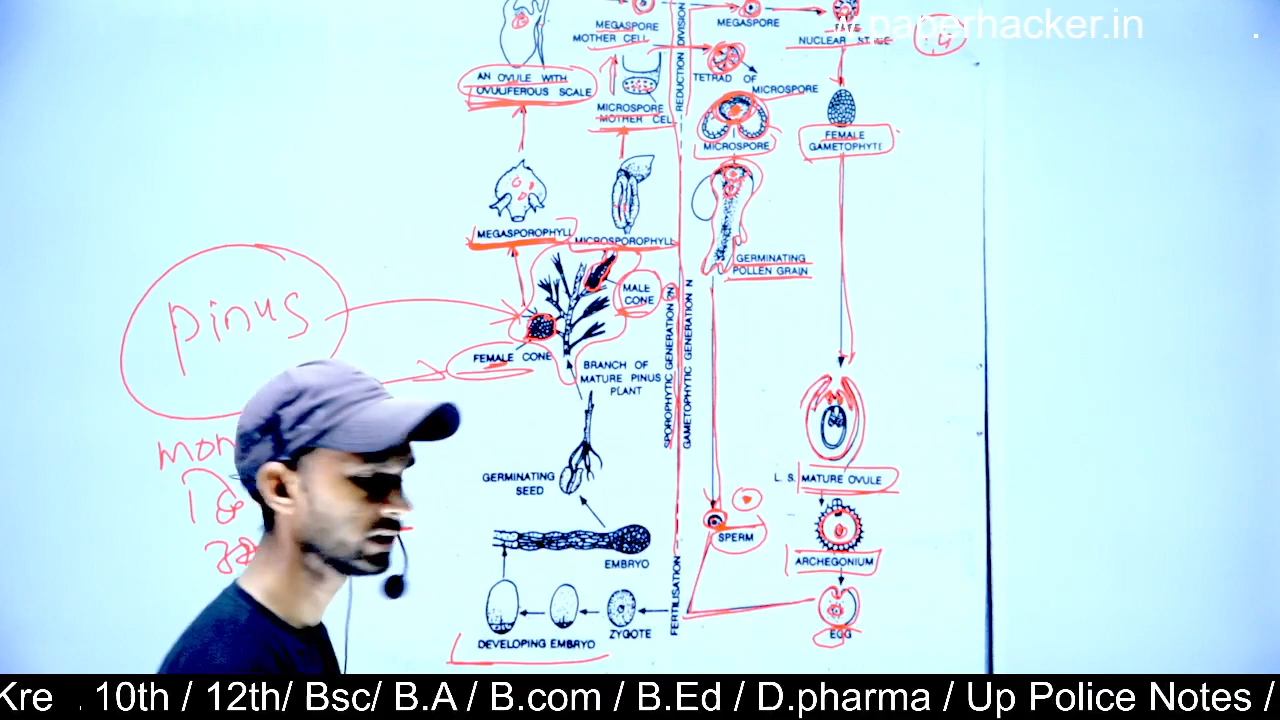 w.paperhacker.in
MEGASPORE
MOTHER CELL
MEGASPORE
FREE
NUCLEAR STAGE
REDUCTION DIVISION
AN OVULE WITH
OVULIFEROUS SCALE
MICROSPORE
MOTHER CELL
TETRAD OF
MICROSPORE
MICROSPORE
FEMALE
GAMETOPHYTE
MEGASPOROPHYLL
MICROSPOROPHYLL
GERMINATING
POLLEN GRAIN
MALE
CONE
Pinus
FEMALE CONE
BRANCH OF
MATURE PINUS
PLANT
SPOROPHYTIC GENERATION 2N
GAMETOPHYTIC GENERATION N
GERMINATING
SEED
L. S. MATURE OVULE
SPERM
EMBRYO
ARCHEGONIUM
FERTILISATION
ZYGOTE
EGG
DEVELOPING EMBRYO
Kre . 10th / 12th/ Bsc/ B.A / B.com / B.Ed / D.pharma / Up Police Notes /